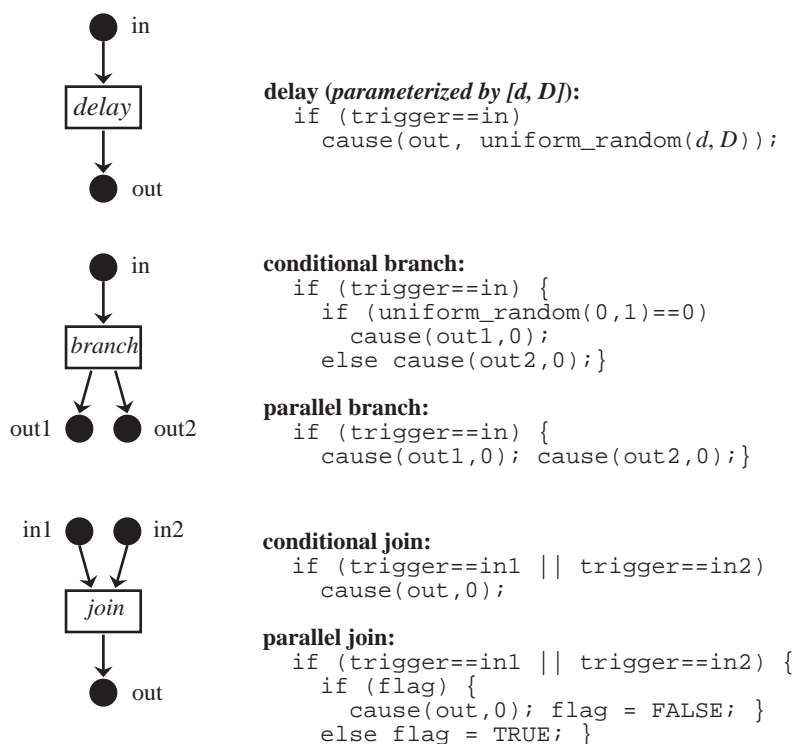 in
delay
out
delay (parameterized by [d, D]):
if (trigger==in)
cause(out, uniform_random(d, D));
in
branch
out1 out2
conditional branch:
if (trigger==in) {
if (uniform_random(0,1)==0)
cause(out1,0);
else cause(out2,0);}
parallel branch:
if (trigger==in) {
cause(out1,0); cause(out2,0);}
in1 in2
join
out
conditional join:
if (trigger==in1 || trigger==in2)
cause(out,0);
parallel join:
if (trigger==in1 || trigger==in2) {
if (flag) {
cause(out,0); flag = FALSE; }
else flag = TRUE; }